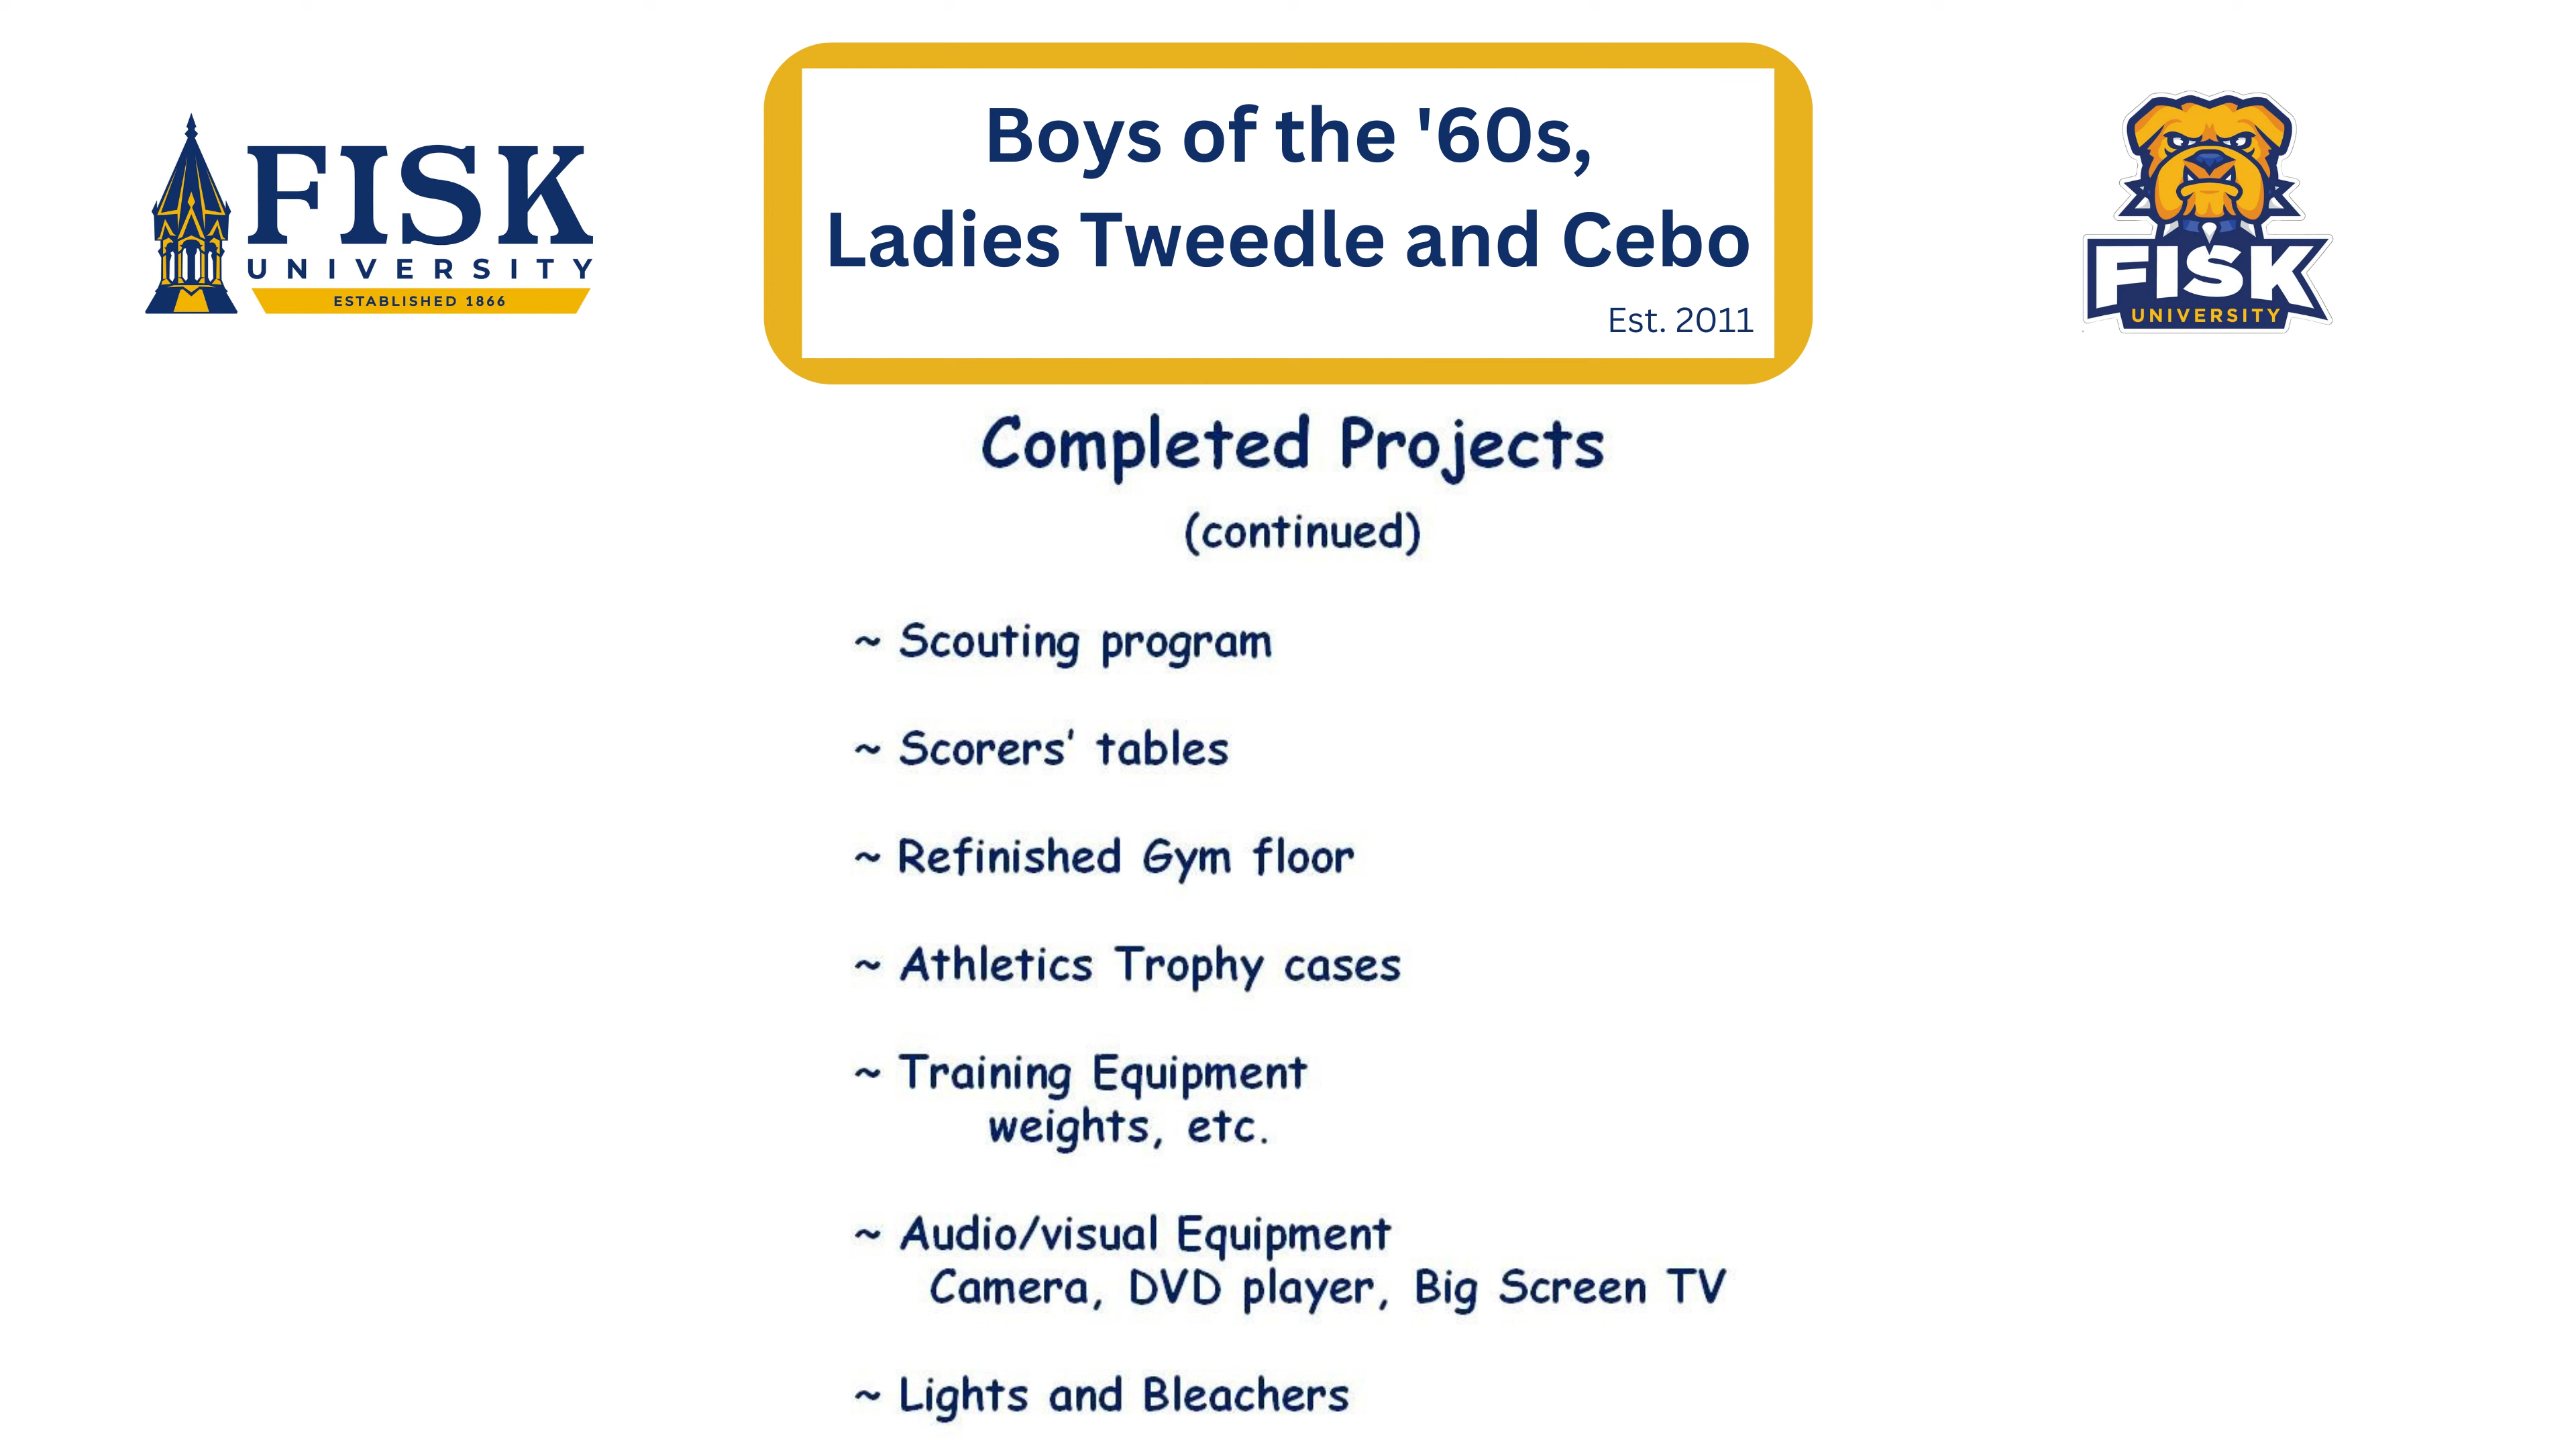 FISK
UNIVERSITY
ESTABLISHED 1866
Boys of the '60s,
Ladies Tweedle and Cebo
Est. 2011
FISK
UNIVERSITY
Completed Projects
(continued)
~ Scouting program
~ Scorers’ tables
~ Refinished Gym floor
~ Athletics Trophy cases
~ Training Equipment
weights, etc.
~ Audio/visual Equipment
Camera, DVD player, Big Screen TV
~ Lights and Bleachers